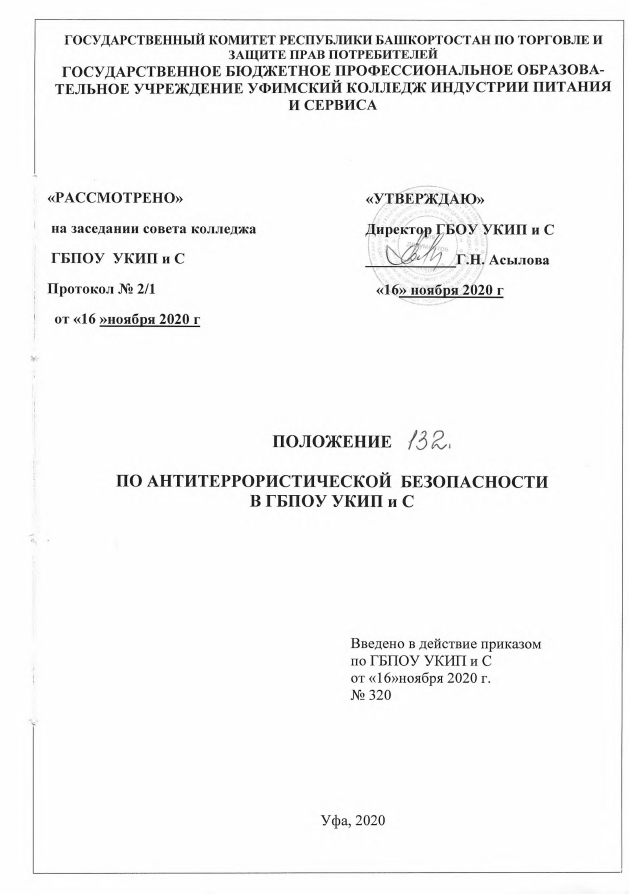 ГОСУДАРСТВЕННЫЙ КОМИТЕТ РЕСПУБЛИКИ БАШКОРТОСТАН ПО ТОРГОВЛЕ И
ЗАЩИТЕ ПРАВ ПОТРЕБИТЕЛЕЙ
ГОСУДАРСТВЕННОЕ БЮДЖЕТНОЕ ПРОФЕССИОНАЛЬНОЕ ОБРАЗОВА-
ТЕЛЬНОЕ УЧРЕЖДЕНИЕ УФИМСКИЙ КОЛЛЕДЖ ИНДУСТРИИ ПИТАНИЯ
И СЕРВИСА
«РАССМОТРЕНО»
на заседании совета колледжа
ГБПОУ УКИП и С
Протокол № 2/1
от «16 »ноября 2020 г
«УТВЕРЖДАЮ»
Директор ГБОУ УКИП и С
____________Г.Н. Асылова
«16» ноября 2020 г
ПОЛОЖЕНИЕ 132.
ПО АНТИТЕРРОРИСТИЧЕСКОЙ БЕЗОПАСНОСТИ
В ГБПОУ УКИП и С
Введено в действие приказом
по ГБПОУ УКИП и С
от «16»ноября 2020 г.
№ 320
Уфа, 2020